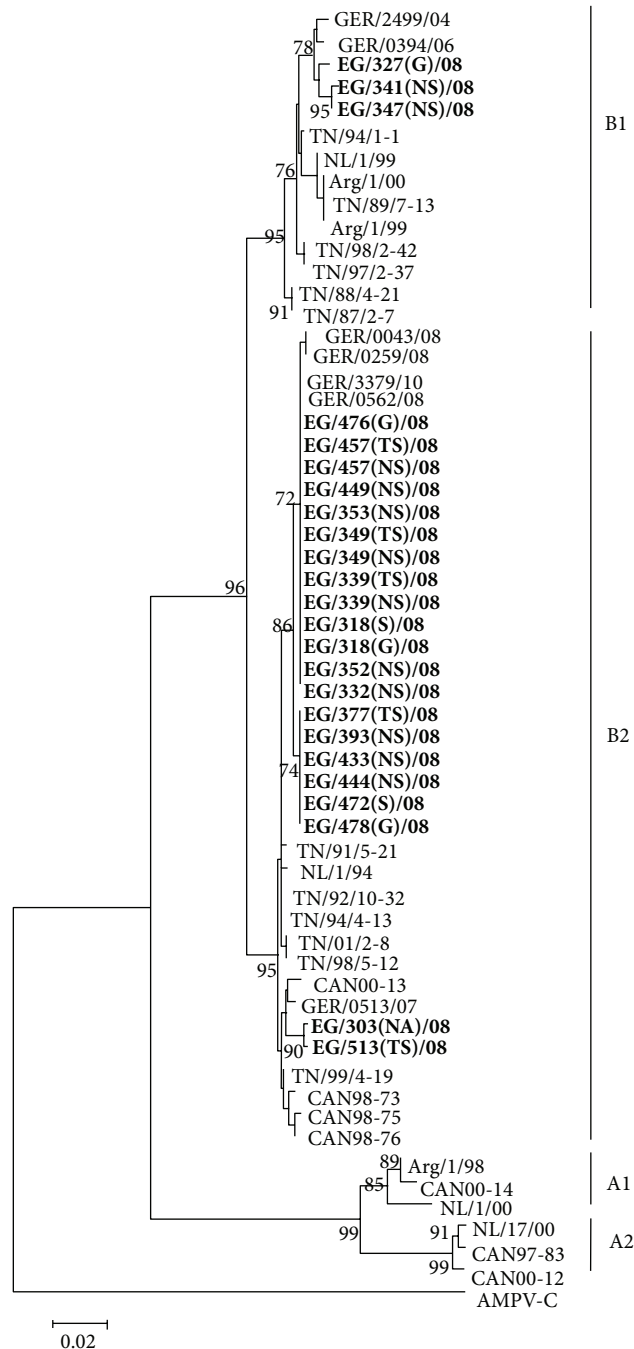 GER/2499/04
78
GER/0394/06
EG/327(G)/08
EG/341(NS)/08
95
EG/347(NS)/08
B1
TN/94/1-1
NL/1/99
76
Arg/1/00
TN/89/7-13
Arg/1/99
95
TN/98/2-42
TN/97/2-37
TN/88/4-21
91
TN/87/2-7
GER/0043/08
GER/0259/08
GER/3379/10
GER/0562/08
EG/476(G)/08
EG/457(TS)/08
EG/457(NS)/08
EG/449(NS)/08
72
EG/353(NS)/08
EG/349(TS)/08
EG/349(NS)/08
EG/339(TS)/08
96
EG/339(NS)/08
86
EG/318(S)/08
EG/318(G)/08
EG/352(NS)/08
EG/332(NS)/08
EG/377(TS)/08
EG/393(NS)/08
B2
EG/433(NS)/08
74
EG/444(NS)/08
EG/472(S)/08
EG/478(G)/08
TN/91/5-21
NL/1/94
TN/92/10-32
TN/94/4-13
TN/01/2-8
95
TN/98/5-12
CAN00-13
GER/0513/07
EG/303(NA)/08
90
EG/513(TS)/08
TN/99/4-19
CAN98-73
CAN98-75
CAN98-76
89
Arg/1/98
85
CAN00-14
A1
NL/1/00
99
91
NL/17/00
CAN97-83
A2
99
CAN00-12
AMPV-C
0.02